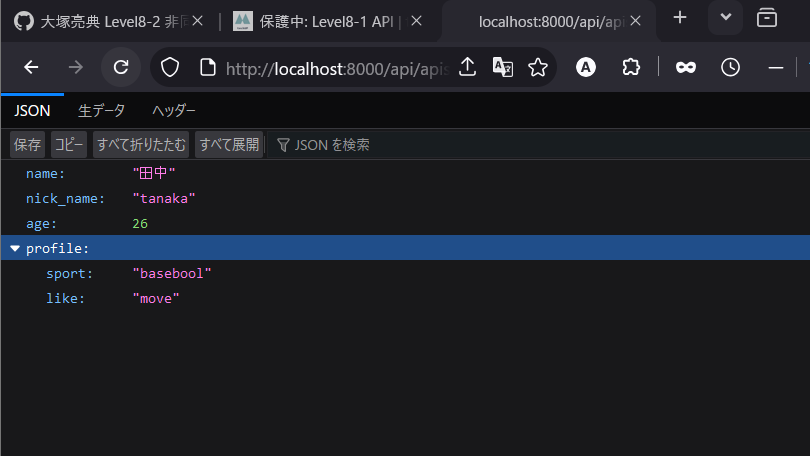 大塚亮典 Level8-2 非同
保護中: Level8-1 API |
localhost:8000/api/api
http://localhost:8000/api/apis
JSON 生データ ヘッダー
保存 コピー すべて折りたたむ すべて展開 JSON を検索
name: "田中"
nick_name: "tanaka"
age: 26
profile:
sport: "basebool"
like: "move"